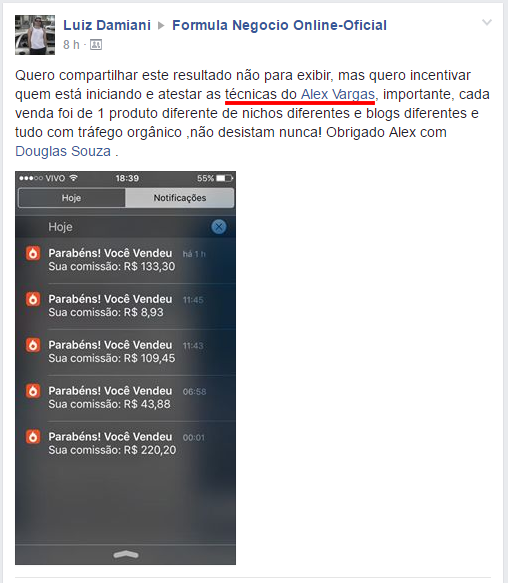 Luiz Damiani ▸ Formula Negocio Online-Oficial
8 h ·
Quero compartilhar este resultado não para exibir, mas quero incentivar
quem está iniciando e atestar as técnicas do Alex Vargas, importante, cada
venda foi de 1 produto diferente de nichos diferentes e blogs diferentes e
tudo com tráfego orgânico ,não desistam nunca! Obrigado Alex com
Douglas Souza .
VIVO 18:39 55%
Hoje Notificações
Hoje
Parabéns! Você Vendeu há 1 h
Sua comissão: R$ 133,30
Parabéns! Você Vendeu 11:45
Sua comissão: R$ 8,93
Parabéns! Você Vendeu 11:43
Sua comissão: R$ 109,45
Parabéns! Você Vendeu 06:58
Sua comissão: R$ 43,88
Parabéns! Você Vendeu 00:01
Sua comissão: R$ 220,20